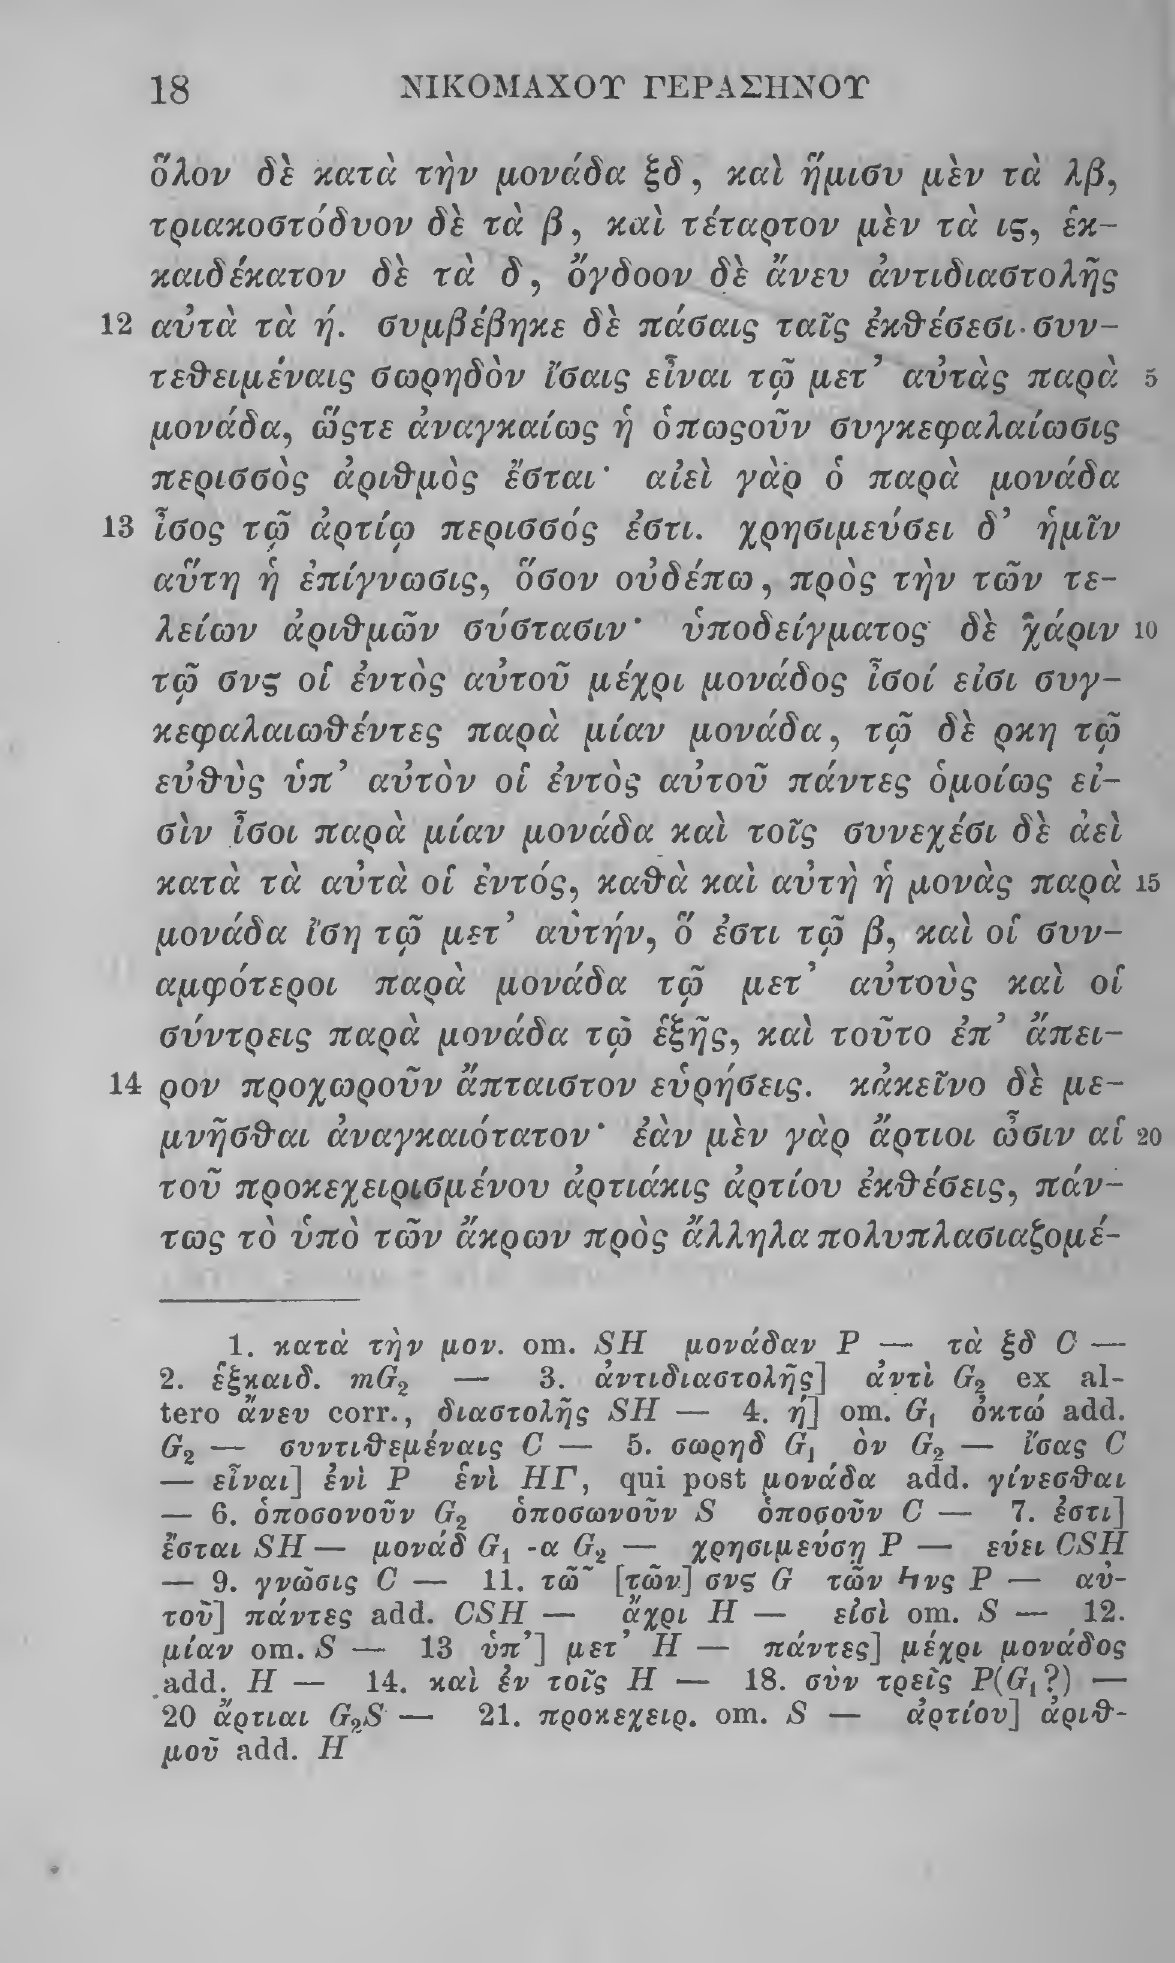 18 ΝΙΚΟΜΑΧΟΥ ΓΕΡΑΣΗΝΟΥ
ὅλον δὲ κατὰ τὴν μονάδα ξδ, καὶ ἥμισυ μὲν τὰ λβ,
τριακοστόδυον δὲ τὰ β, καὶ τέταρτον μὲν τὰ ις, ἑκ-
καιδέκατον δὲ τὰ δ, ὄγδοον δὲ ἄνευ ἀντιδιαστολῆς
12 αὐτὰ τὰ ή. συμβέβηκε δὲ πάσαις ταῖς ἐκθέσεσι συν-
τεθειμέναις σωρηδὸν ἴσαις εἶναι τῷ μετ’ αὐτὰς παρὰ 5
μονάδα, ὥςτε ἀναγκαίως ἡ ὁπωςοῦν συγκεφαλαίωσις
περισσὸς ἀριθμὸς ἔσται· αἰεὶ γὰρ ὁ παρὰ μονάδα
13 ἴσος τῷ ἀρτίῳ περισσός ἐστι. χρησιμεύσει δ’ ἡμῖν
αὕτη ἡ ἐπίγνωσις, ὅσον οὐδέπω, πρὸς τὴν τῶν τε-
λείων ἀριθμῶν σύστασιν· ὑποδείγματος δὲ χάριν 10
τῷ σνϛ οἱ ἐντὸς αὐτοῦ μέχρι μονάδος ἶσοί εἰσι συγ-
κεφαλαιωθέντες παρὰ μίαν μονάδα, τῷ δὲ ρκη τῷ
εὐθὺς ὑπ’ αὐτὸν οἱ ἐντὸς αὐτοῦ πάντες ὁμοίως εἰ-
σὶν ἶσοι παρὰ μίαν μονάδα καὶ τοῖς συνεχέσι δὲ ἀεὶ
κατὰ τὰ αὐτὰ οἱ ἐντός, καθὰ καὶ αὐτὴ ἡ μονὰς παρὰ 15
μονάδα ἴση τῷ μετ’ αὐτήν, ὅ ἐστι τῷ β, καὶ οἱ συν-
αμφότεροι παρὰ μονάδα τῷ μετ’ αὐτοὺς καὶ οἱ
σύντρεις παρὰ μονάδα τῷ ἑξῆς, καὶ τοῦτο ἐπ’ ἄπει-
14 ρον προχωροῦν ἄπταιστον εὑρήσεις. κἀκεῖνο δὲ με-
μνῆσθαι ἀναγκαιότατον· ἐὰν μὲν γὰρ ἄρτιοι ὦσιν αἱ 20
τοῦ προκεχειρισμένου ἀρτιάκις ἀρτίου ἐκθέσεις, πάν-
τως τὸ ὑπὸ τῶν ἄκρων πρὸς ἄλληλα πολυπλασιαζομέ-
1. κατὰ τὴν μον. om. SH μονάδαν P — τὰ ξδ C —
2. ἑξκαιδ. mG₂ — 3. ἀντιδιαστολῆς] ἀντὶ G₂ ex al-
tero ἄνευ corr., διαστολῆς SH — 4. ή] om. G₁ ὀκτώ add.
G₂ — συντιθεμέναις C — 5. σωρηδ G₁ ὸν G₂ — ἴσας C
— εἶναι] ἐνὶ P ἑνὶ HΓ, qui post μονάδα add. γίνεσθαι
— 6. ὁποσονοῦν G₂ ὁποσωνοῦν S ὁποσοῦν C — 7. ἐστι]
ἔσται SH — μονάδ G₁ -α G₂ — χρησιμεύσῃ P — εύει CSH
— 9. γνῶσις C — 11. τῶ῀ [τῶν] σνϛ G τῶν Ϟνς P — αὐ-
τοῦ] πάντες add. CSH — ἄχρι H — εἰσὶ om. S — 12.
μίαν om. S — 13 ὑπ’] μετ’ H — πάντες] μέχρι μονάδος
add. H — 14. καὶ ἐν τοῖς H — 18. σὺν τρεῖς P(G₁?) —
20 ἄρτιαι G₂S — 21. προκεχειρ. om. S — ἀρτίου] ἀριθ-
μοῦ add. H